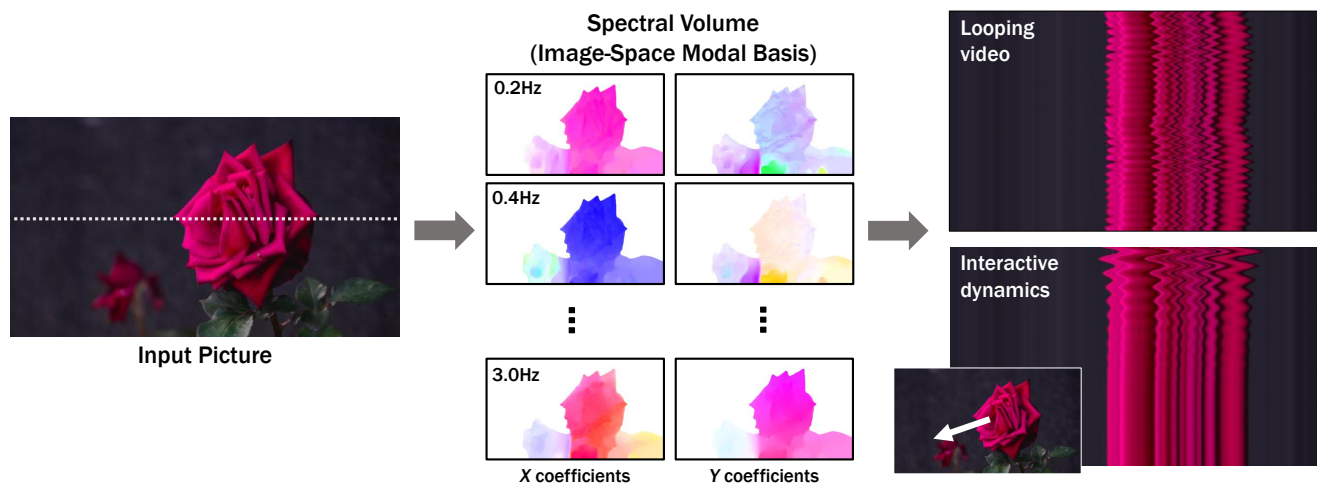 Spectral Volume
(Image-Space Modal Basis)
Input Picture
0.2Hz
0.4Hz
3.0Hz
X coefficients
Y coefficients
Looping
video
Interactive
dynamics